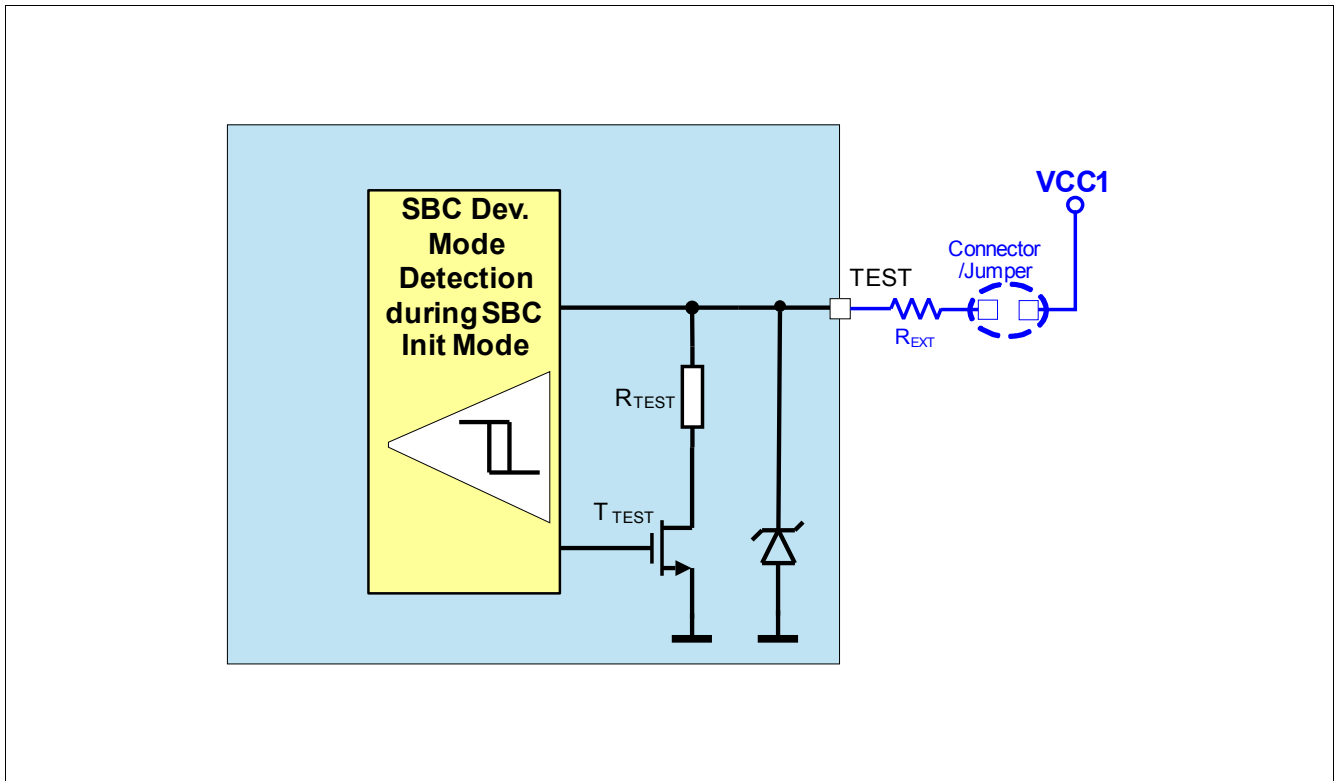 SBC Dev.
Mode
Detection
during SBC
Init Mode
RTEST
TTEST
TEST
REXT
Connector
/Jumper
VCC1